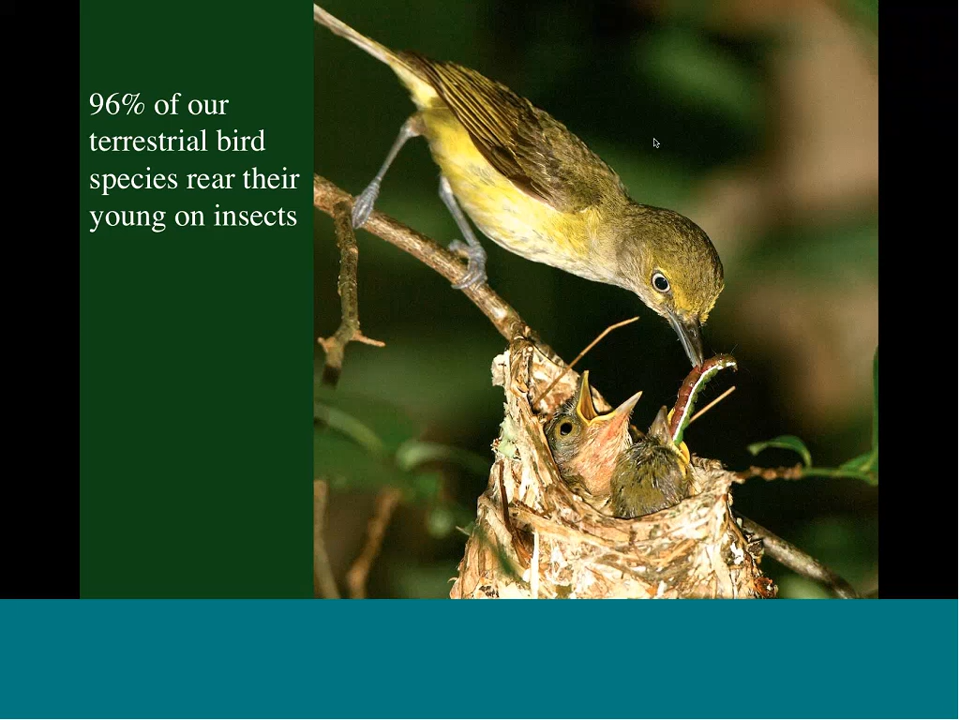 96% of our
terrestrial bird
species rear their
young on insects